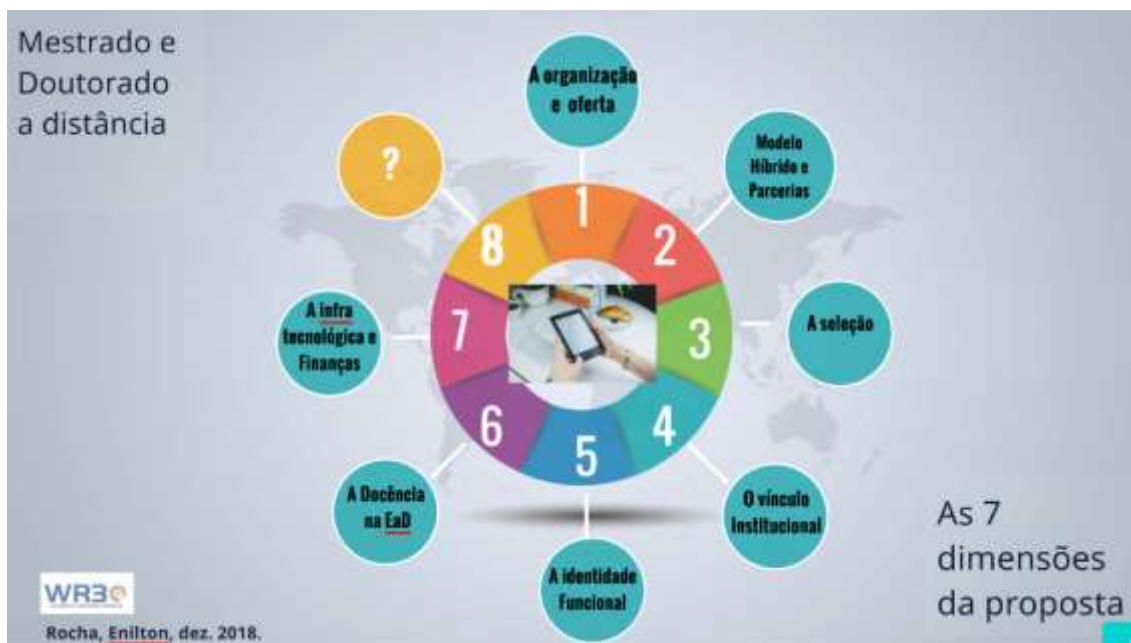 Mestrado e
Doutorado
a distância
A organização
e oferta
Modelo
Híbrido e
Parcerias
A seleção
O vínculo
Institucional
A identidade
Funcional
A Docência
na EaD
A infra
tecnológica e
Finanças
?
1
2
3
4
5
6
7
8
As 7
dimensões
da proposta
WR3
Rocha, Enilton, dez. 2018.